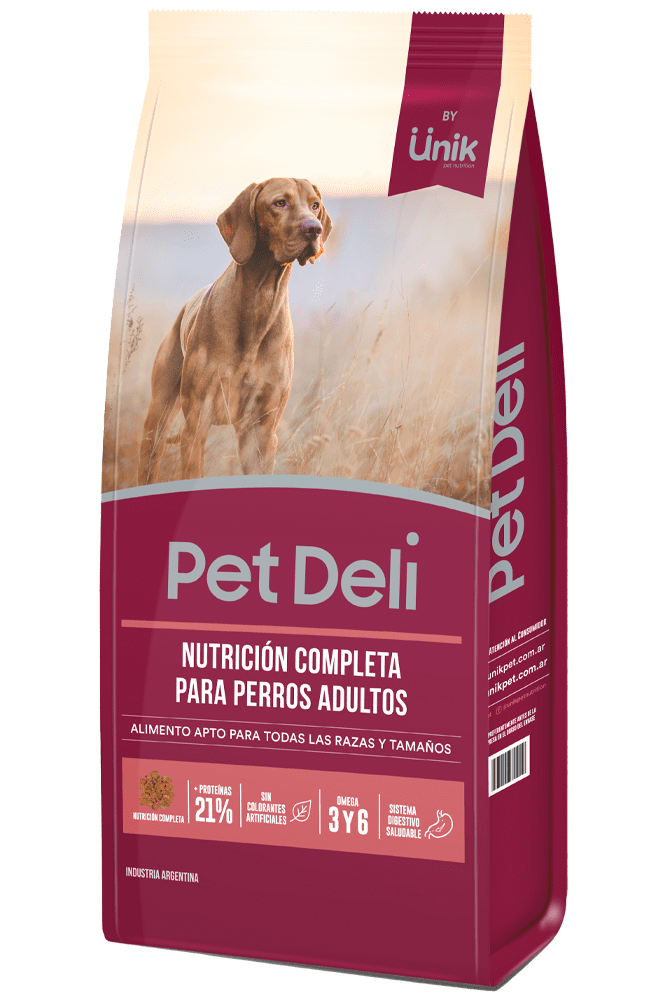 BY
Ünik
pet nutrition
Pet Deli
NUTRICIÓN COMPLETA
PARA PERROS ADULTOS
ALIMENTO APTO PARA TODAS LAS RAZAS Y TAMAÑOS
NUTRICIÓN COMPLETA
+ PROTEÍNAS
21%
SIN
COLORANTES
ARTIFICIALES
OMEGA
3 Y 6
SISTEMA
DIGESTIVO
SALUDABLE
INDUSTRIA ARGENTINA
Pet Deli
ATENCIÓN AL CONSUMIDOR
unikpet.com.ar
unikpet.com.ar